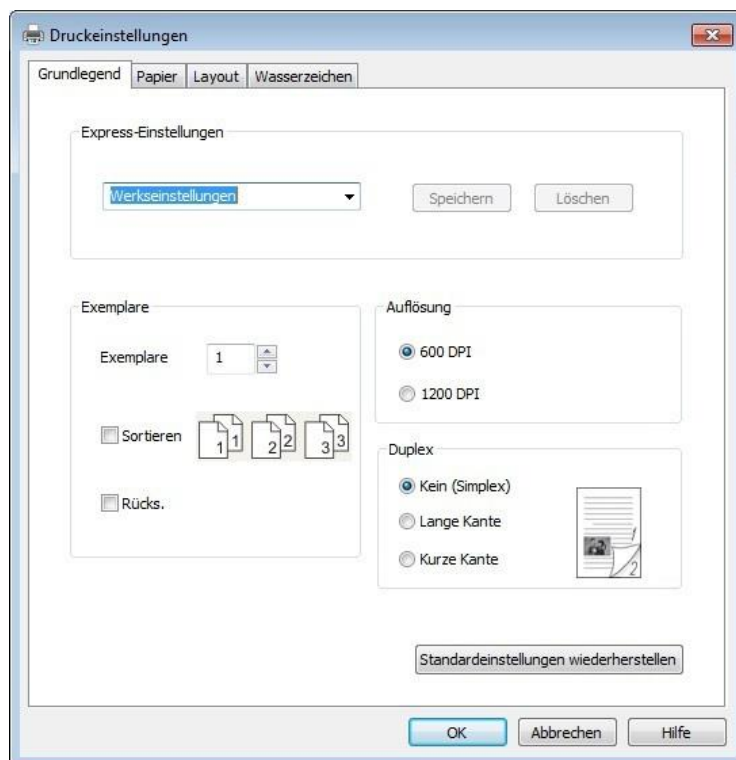 Druckeinstellungen
Grundlegend Papier Layout Wasserzeichen
Express-Einstellungen
Werkseinstellungen Speichern Löschen
Exemplare
Exemplare 1
Sortieren 1 1 2 2 3 3
Rücks.
Auflösung
600 DPI
1200 DPI
Duplex
Kein (Simplex)
Lange Kante
Kurze Kante
1
2
Standardeinstellungen wiederherstellen
OK Abbrechen Hilfe